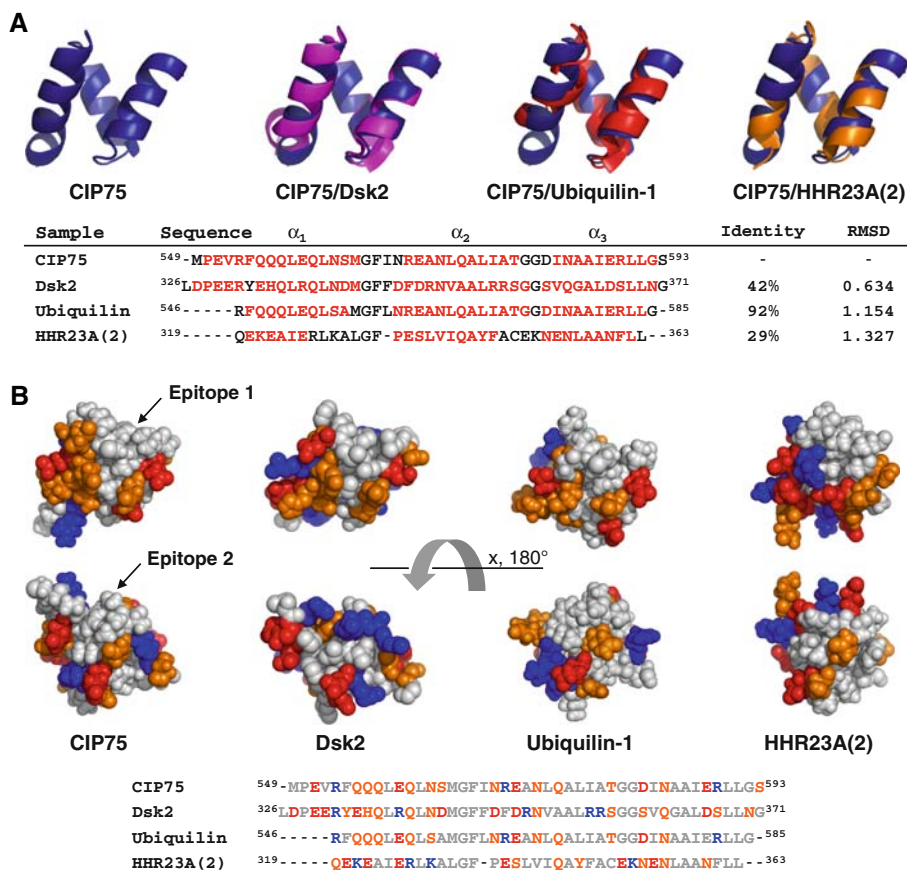 A
CIP75 CIP75/Dsk2 CIP75/Ubiquilin-1 CIP75/HHR23A(2)
Sample Sequence α1 α2 α3 Identity RMSD
CIP75 549-MPEVRFQQQLEQLNSMGFINREANLQALIATGGDINAAIERLLGS593 - -
Dsk2 326LDPEERYEHQLRQLNDMGFFDFDRNVAALRRSGGSVQGALDSLLNG371 42% 0.634
Ubiquilin 546-----RFQQQLEQLSAMGFLNREANLQALIATGGDINAAIERLLG-585 92% 1.154
HHR23A(2) 319-----QEKEAIERLKALGF-PESLVIQAYFACEKNENLAANFLL--363 29% 1.327
B
Epitope 1
Epitope 2
x, 180°
CIP75 Dsk2 Ubiquilin-1 HHR23A(2)
CIP75 549-MPEVRFQQQLEQLNSMGFINREANLQALIATGGDINAAIERLLGS593
Dsk2 326LDPEERYEHQLRQLNDMGFFDFDRNVAALRRSGGSVQGALDSLLNG371
Ubiquilin 546-----RFQQQLEQLSAMGFLNREANLQALIATGGDINAAIERLLG-585
HHR23A(2) 319-----QEKEAIERLKALGF-PESLVIQAYFACEKNENLAANFLL--363